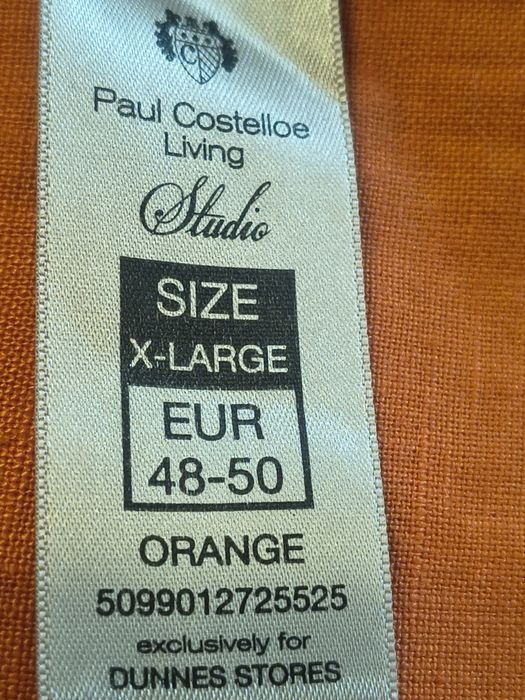 C
Paul Costelloe
Living
Studio
SIZE
X-LARGE
EUR
48-50
ORANGE
5099012725525
exclusively for
DUNNES STORES